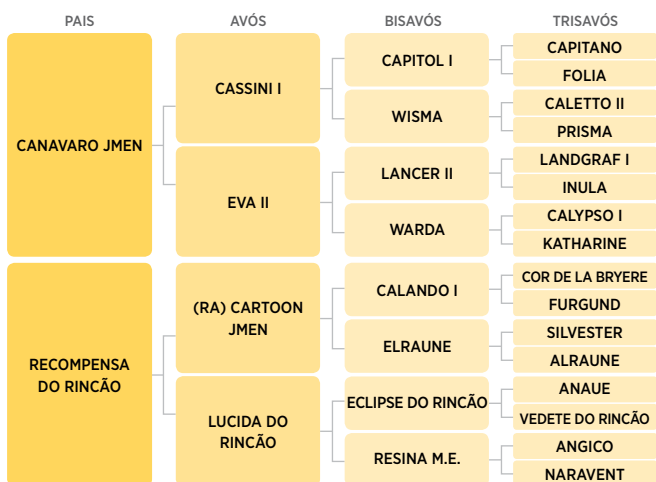 PAIS
AVÓS
BISAVÓS
TRISAVÓS
CANAVARO JMEN
CASSINI I
CAPITOL I
CAPITANO
FOLIA
WISMA
CALETTO II
PRISMA
EVA II
LANCER II
LANDGRAF I
INULA
WARDA
CALYPSO I
KATHARINE
RECOMPENSA
DO RINCÃO
(RA) CARTOON
JMEN
CALANDO I
COR DE LA BRYERE
FURGUND
ELRAUNE
SILVESTER
ALRAUNE
LUCIDA DO
RINCÃO
ECLIPSE DO RINCÃO
ANAUE
VEDETE DO RINCÃO
RESINA M.E.
ANGICO
NARAVENT